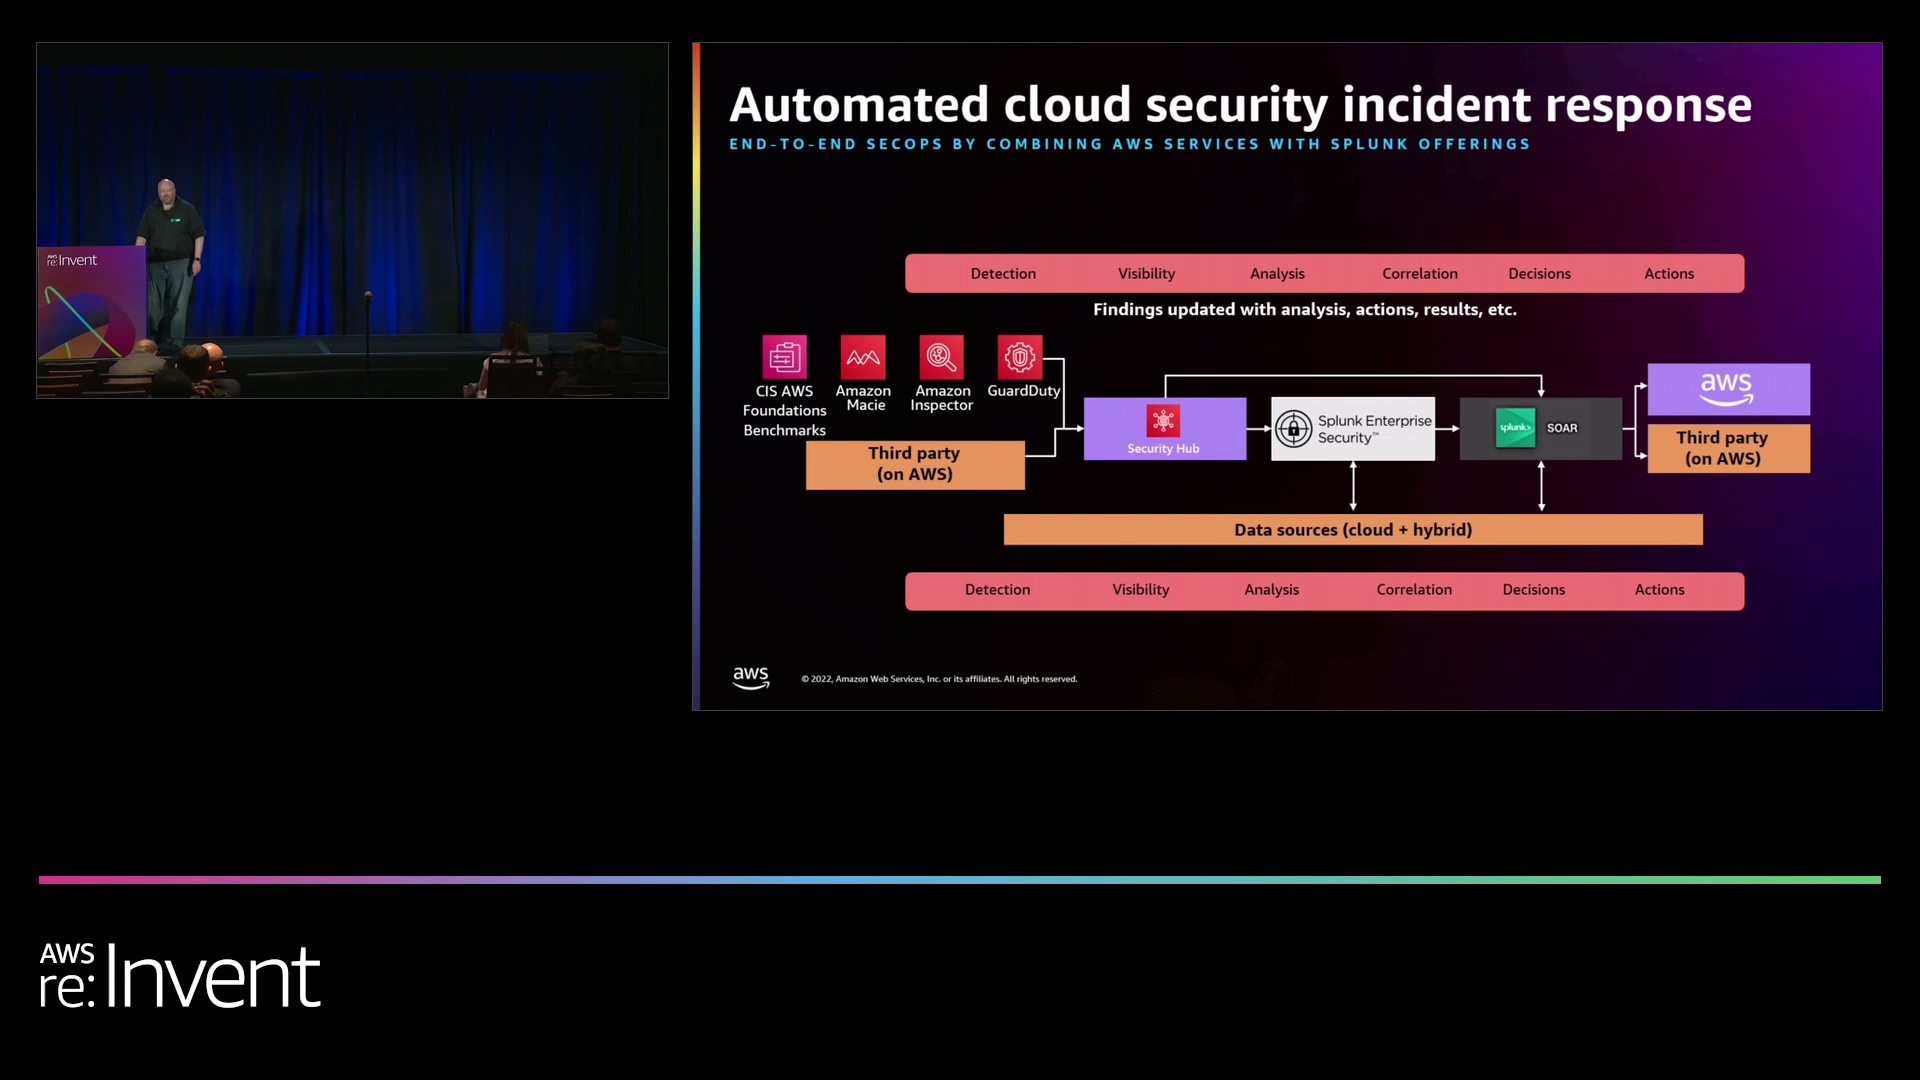 AWS
re:Invent
Automated cloud security incident response
END-TO-END SECOPS BY COMBINING AWS SERVICES WITH SPLUNK OFFERINGS
Detection Visibility Analysis Correlation Decisions Actions
Findings updated with analysis, actions, results, etc.
CIS AWS
Foundations
Benchmarks
Amazon
Macie
Amazon
Inspector
GuardDuty
Third party
(on AWS)
Security Hub
Splunk Enterprise
Security™
splunk>
SOAR
aws
Third party
(on AWS)
Data sources (cloud + hybrid)
Detection Visibility Analysis Correlation Decisions Actions
aws
© 2022, Amazon Web Services, Inc. or its affiliates. All rights reserved.
AWS
re:Invent